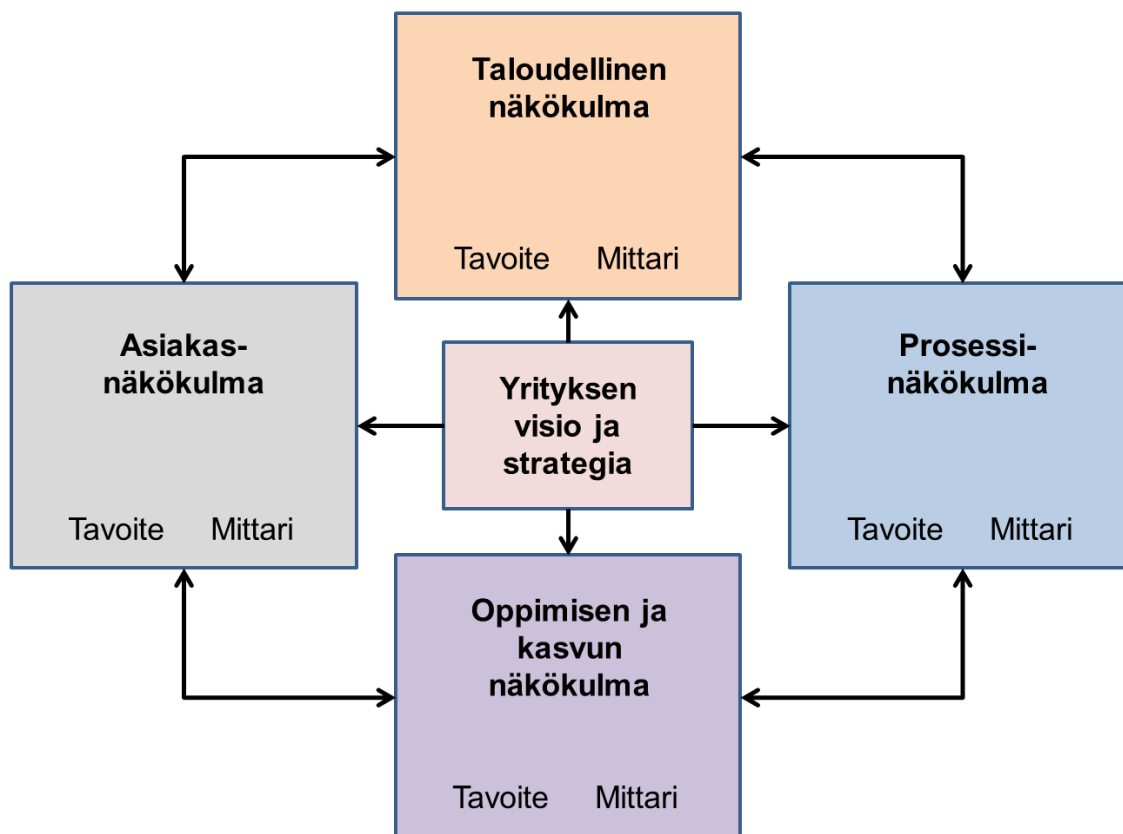 Taloudellinen
näkökulma
Tavoite Mittari
Asiakas-
näkökulma
Tavoite Mittari
Yrityksen
visio ja
strategia
Prosessi-
näkökulma
Tavoite Mittari
Oppimisen ja
kasvun
näkökulma
Tavoite Mittari